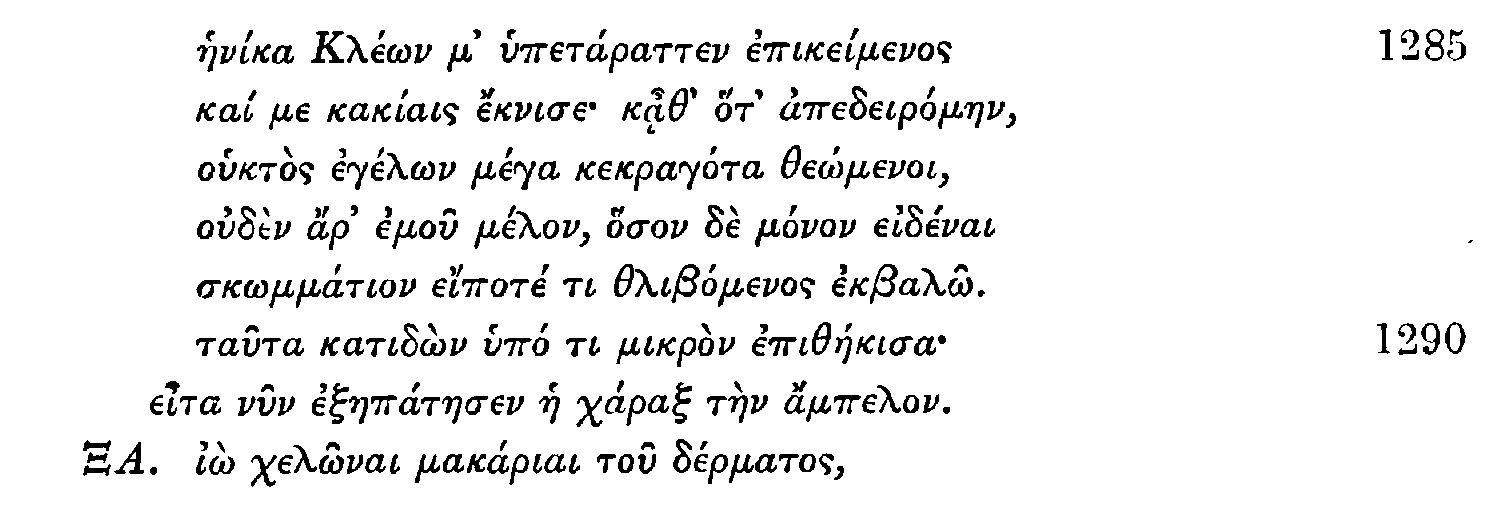 ἡνίκα Κλέων μ' ὑπετάραττεν ἐπικείμενος 1285
καί με κακίαις ἔκνισε· κᾆθ' ὅτ' ἀπεδειρόμην,
οὑκτὸς ἐγέλων μέγα κεκραγότα θεώμενοι,
οὐδὲν ἄρ' ἐμοῦ μέλον, ὅσον δὲ μόνον εἰδέναι
σκωμμάτιον εἴποτέ τι θλιβόμενος ἐκβαλῶ.
ταῦτα κατιδὼν ὑπό τι μικρὸν ἐπιθήκισα· 1290
εἶτα νῦν ἐξηπάτησεν ἡ χάραξ τὴν ἄμπελον.
ΞΑ. ἰὼ χελῶναι μακάριαι τοῦ δέρματος,